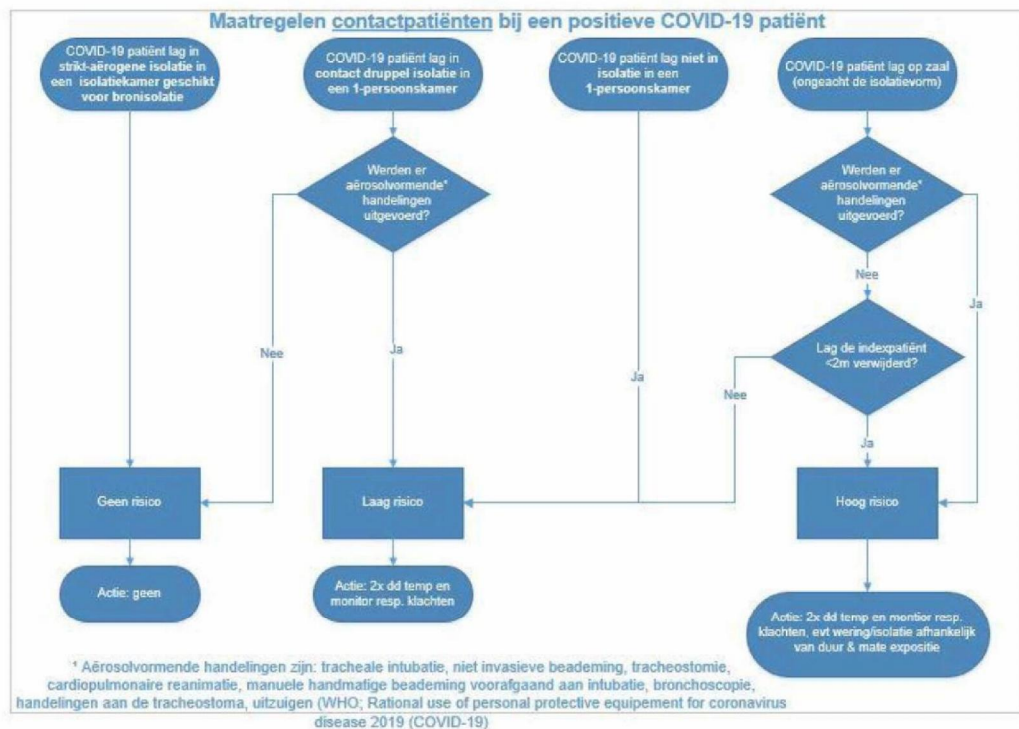 Maatregelen contactpatiënten bij een positieve COVID-19 patiënt
COVID-19 patiënt lag in
strikt-aërogene isolatie in
een isolatiekamer geschikt
voor bronisolatie
COVID-19 patiënt lag in
contact druppel isolatie in
een 1-persoonskamer
COVID-19 patiënt lag niet in
isolatie in een
1-persoonskamer
COVID-19 patiënt lag op zaal
(ongeacht de isolatievorm)
Werden er
aërosolvormende*
handelingen
uitgevoerd?
Werden er
aërosolvormende*
handelingen
uitgevoerd?
Nee
Ja
Ja
Nee
Ja
Lag de indexpatiënt
<2m verwijderd?
Nee
Ja
Geen risico
Laag risico
Hoog risico
Actie: geen
Actie: 2x dd temp en
monitor resp. klachten
Actie: 2x dd temp en montior resp.
klachten, evt wering/isolatie afhankelijk
van duur & mate expositie
* Aërosolvormende handelingen zijn: tracheale intubatie, niet invasieve beademing, tracheostomie,
cardiopulmonaire reanimatie, manuele handmatige beademing voorafgaand aan intubatie, bronchoscopie,
handelingen aan de tracheostoma, uitzuigen (WHO; Rational use of personal protective equipement for coronavirus
disease 2019 (COVID-19)